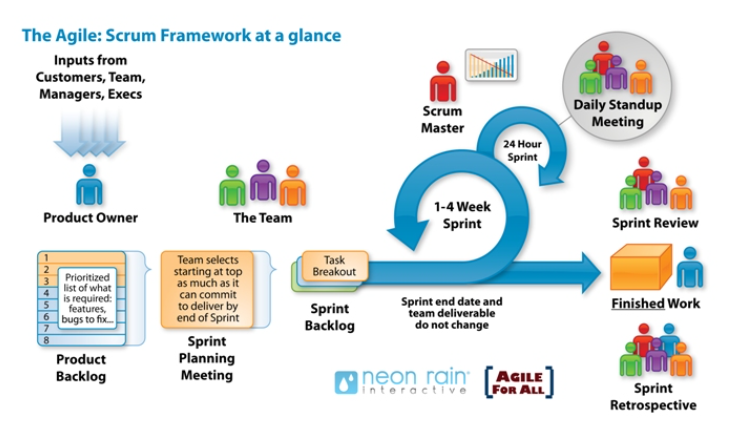 The Agile: Scrum Framework at a glance
Inputs from
Customers, Team,
Managers, Execs
Product Owner
The Team
1
2
3
4
5
6
7
8
Prioritized
list of what
is required:
features,
bugs to fix...
Product
Backlog
Team selects
starting at top
as much as it
can commit
to deliver by
end of Sprint
Sprint
Planning
Meeting
Task
Breakout
Sprint
Backlog
Scrum
Master
1-4 Week
Sprint
24 Hour
Sprint
Daily Standup
Meeting
Sprint end date and
team deliverable
do not change
Sprint Review
Finished Work
Sprint
Retrospective
neon rain
interactive
AGILE
FOR ALL